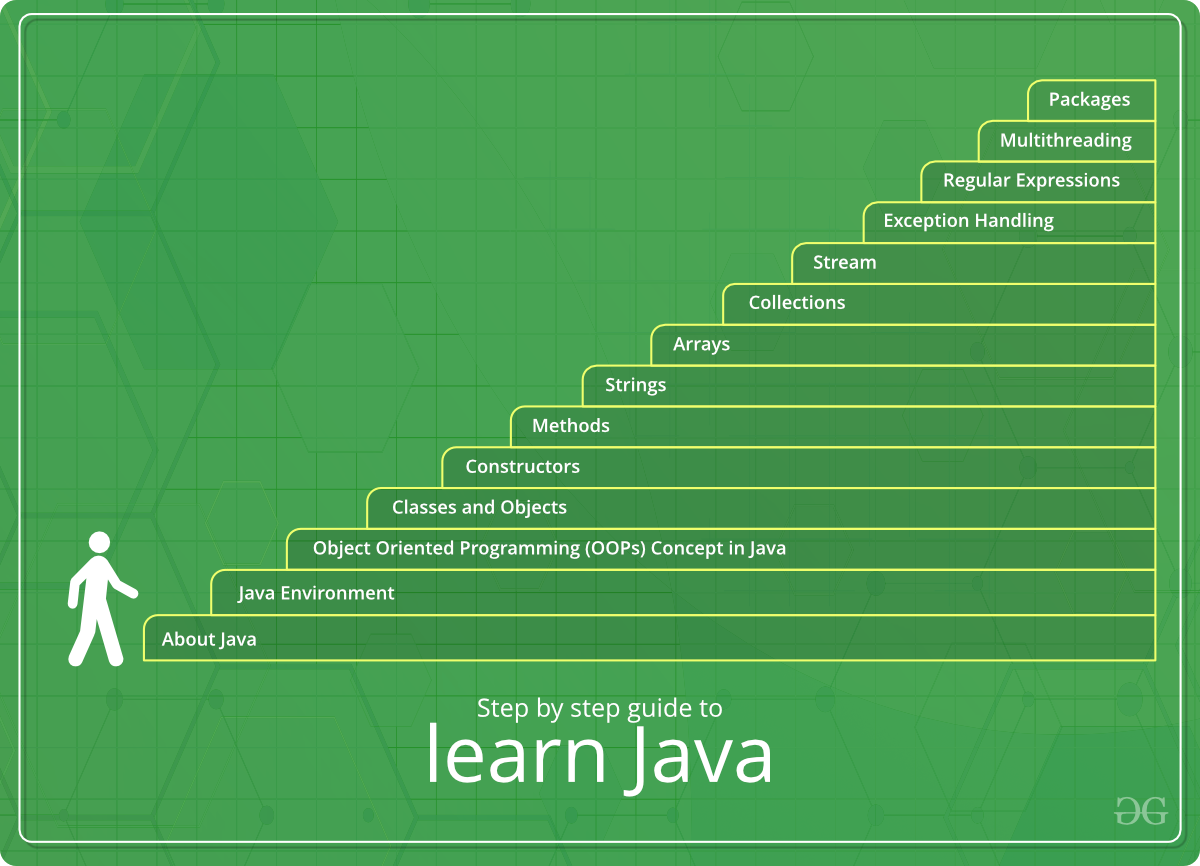 Packages
Multithreading
Regular Expressions
Exception Handling
Stream
Collections
Arrays
Strings
Methods
Constructors
Classes and Objects
Object Oriented Programming (OOPs) Concept in Java
Java Environment
About Java
Step by step guide to
learn Java